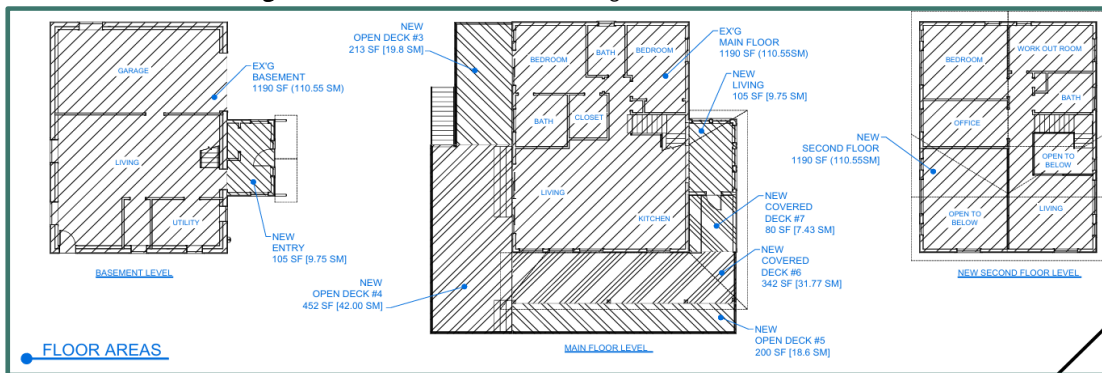 GARAGE
EX'G
BASEMENT
1190 SF (110.55 SM)
LIVING
UTILITY
NEW
ENTRY
105 SF [9.75 SM]
BASEMENT LEVEL
NEW
OPEN DECK #3
213 SF [19.8 SM]
BEDROOM
BATH
BEDROOM
EX'G
MAIN FLOOR
1190 SF (110.55SM)
NEW
LIVING
105 SF [9.75 SM]
BATH
CLOSET
LIVING
KITCHEN
NEW
COVERED
DECK #7
80 SF [7.43 SM]
NEW
COVERED
DECK #6
342 SF [31.77 SM]
NEW
OPEN DECK #4
452 SF [42.00 SM]
NEW
OPEN DECK #5
200 SF [18.6 SM]
MAIN FLOOR LEVEL
BEDROOM
WORK OUT ROOM
BATH
OFFICE
NEW
SECOND FLOOR
1190 SF (110.55SM]
OPEN TO
BELOW
OPEN TO
BELOW
LIVING
NEW SECOND FLOOR LEVEL
FLOOR AREAS